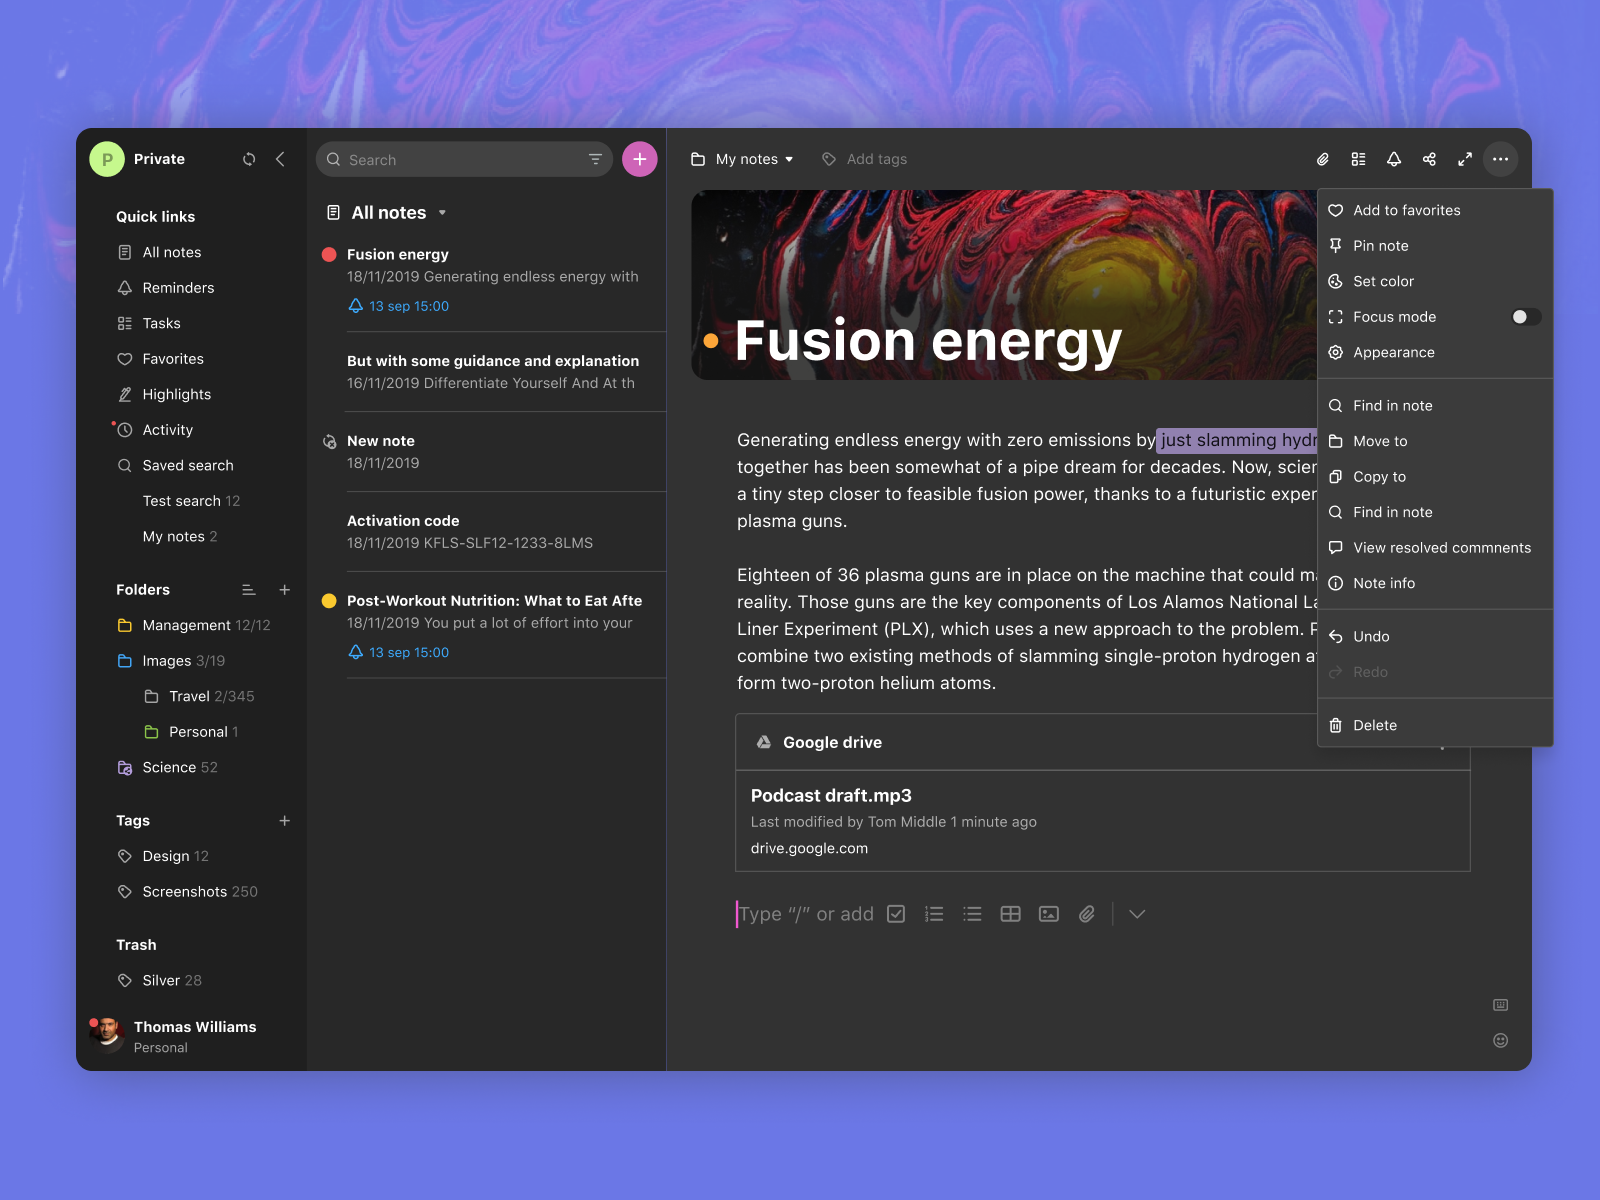 P
Private
Quick links
All notes
Reminders
Tasks
Favorites
Highlights
Activity
Saved search
Test search 12
My notes 2
Folders
Management 12/12
Images 3/19
Travel 2/345
Personal 1
Science 52
Tags
Design 12
Screenshots 250
Trash
Silver 28
Thomas Williams
Personal
Search
All notes
Fusion energy
18/11/2019 Generating endless energy with
13 sep 15:00
But with some guidance and explanation
16/11/2019 Differentiate Yourself And At th
New note
18/11/2019
Activation code
18/11/2019 KFLS-SLF12-1233-8LMS
Post-Workout Nutrition: What to Eat Afte
18/11/2019 You put a lot of effort into your
13 sep 15:00
My notes
Add tags
Fusion energy
Generating endless energy with zero emissions by just slamming hydr
together has been somewhat of a pipe dream for decades. Now, scien
a tiny step closer to feasible fusion power, thanks to a futuristic exper
plasma guns.
Eighteen of 36 plasma guns are in place on the machine that could ma
reality. Those guns are the key components of Los Alamos National La
Liner Experiment (PLX), which uses a new approach to the problem. P
combine two existing methods of slamming single-proton hydrogen at
form two-proton helium atoms.
Google drive
Podcast draft.mp3
Last modified by Tom Middle 1 minute ago
drive.google.com
Type “/” or add
Add to favorites
Pin note
Set color
Focus mode
Appearance
Find in note
Move to
Copy to
Find in note
View resolved commnents
Note info
Undo
Redo
Delete